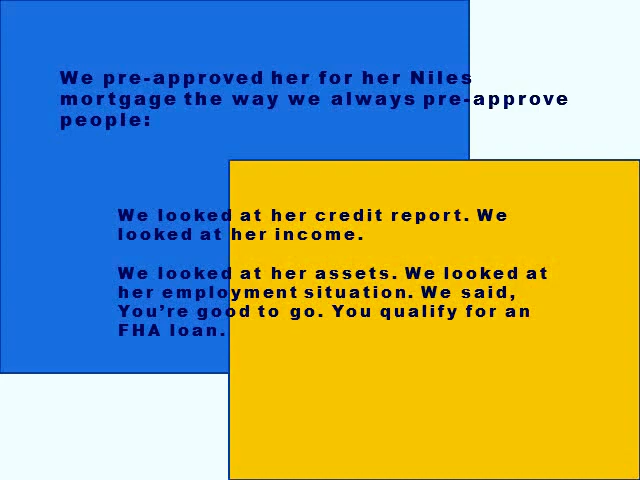 We pre-approved her for her Niles
mortgage the way we always pre-approve
people:
We looked at her credit report. We
looked at her income.
We looked at her assets. We looked at
her employment situation. We said,
You’re good to go. You qualify for an
FHA loan.